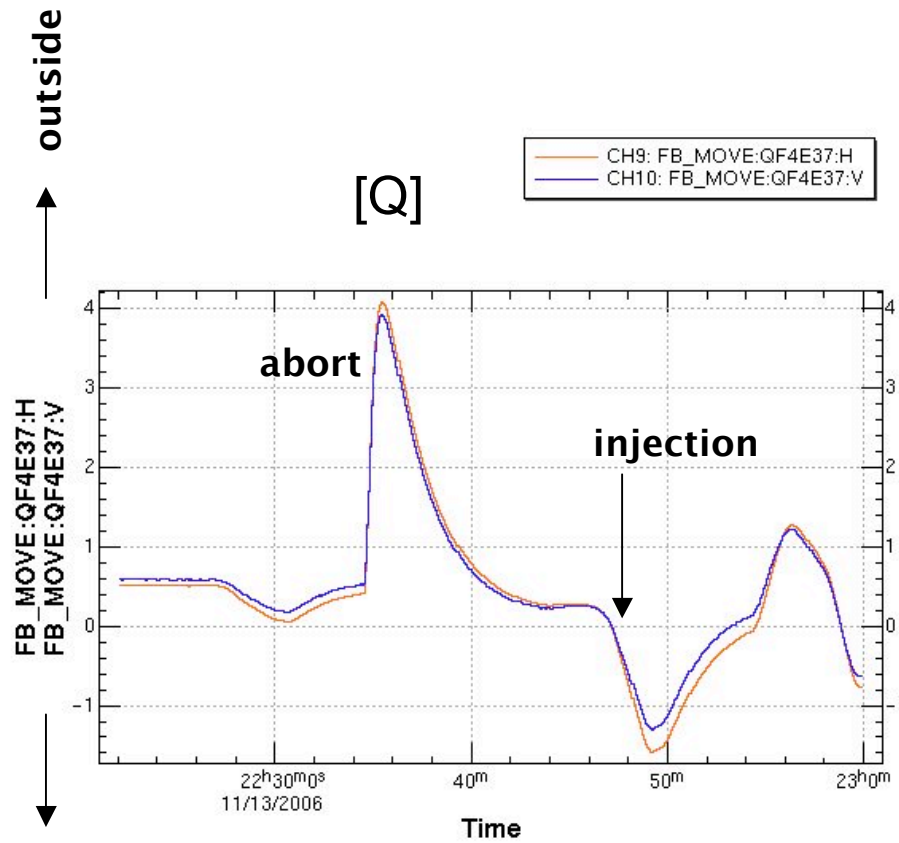 outside
CH9: FB_MOVE:QF4E37:H
CH10: FB_MOVE:QF4E37:V
[Q]
4
4
abort
3
3
injection
2
2
1
1
0
0
-1
-1
FB_MOVE:QF4E37:H
FB_MOVE:QF4E37:V
22h30m0s
40m
50m
23h0m
11/13/2006
Time